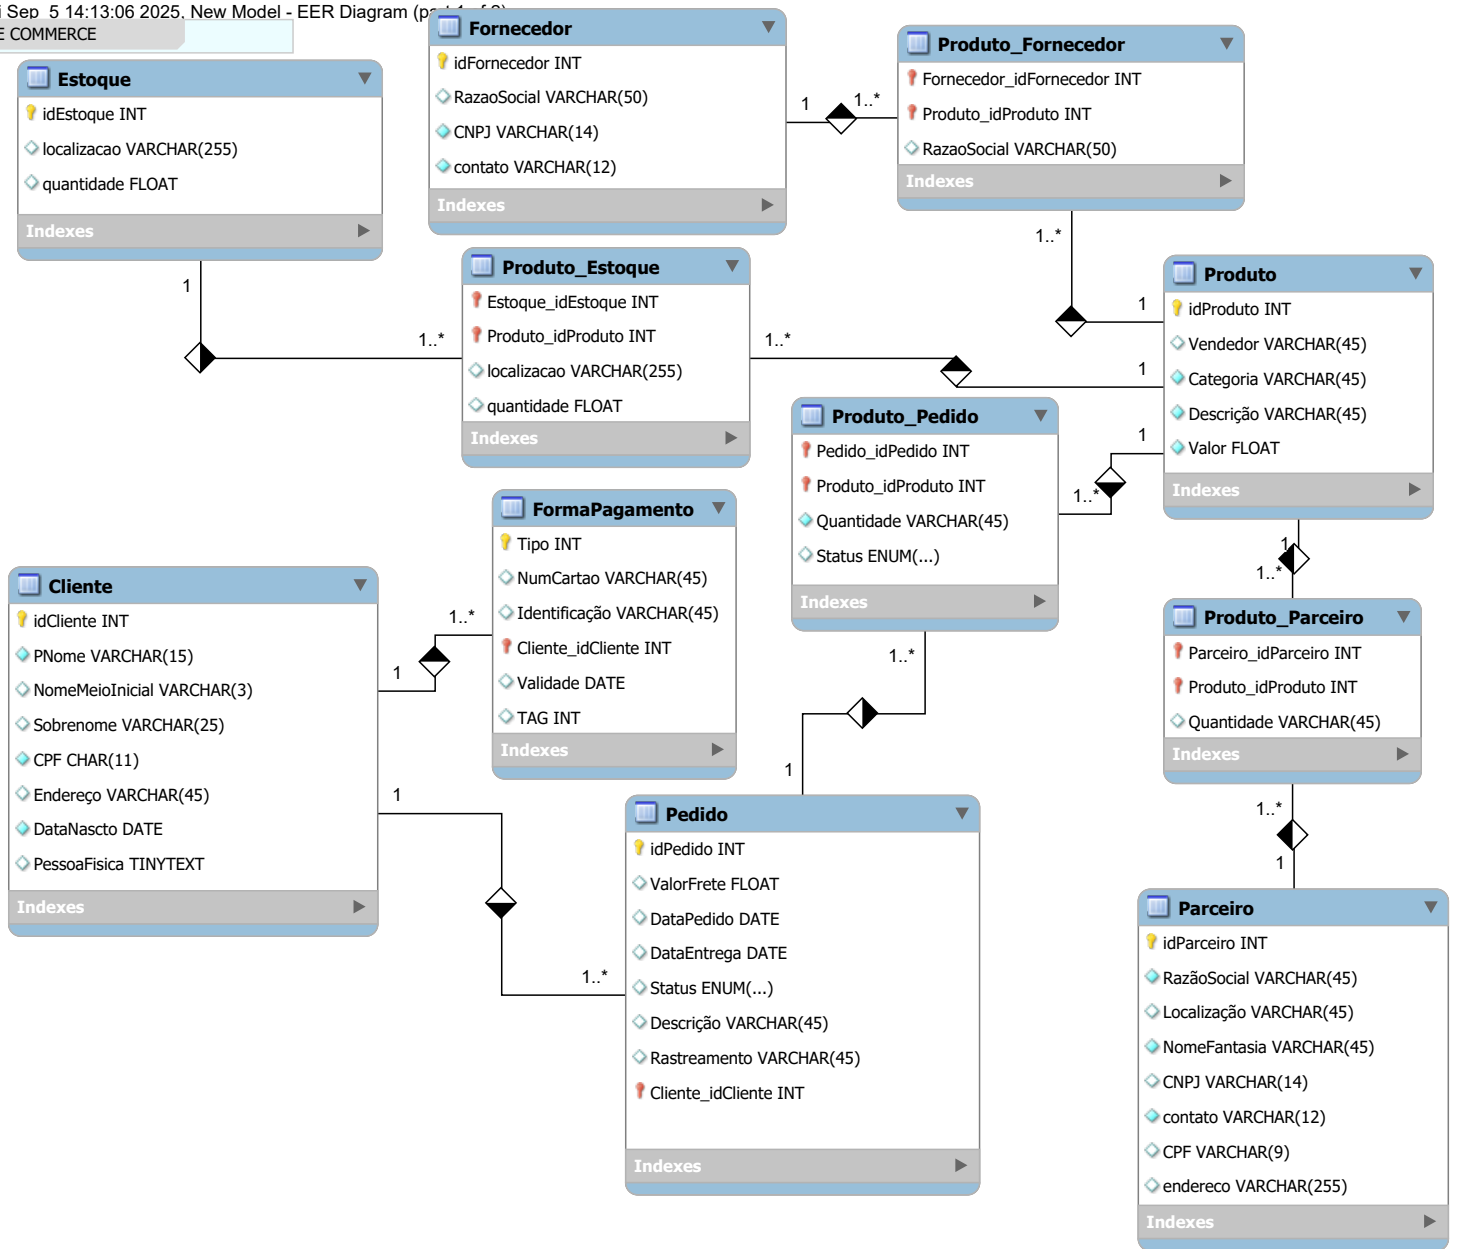 i Sep 5 14:13:06 2025, New Model - EER Diagram
E COMMERCE
Estoque
idEstoque INT
localizacao VARCHAR(255)
quantidade FLOAT
Indexes
Fornecedor
idFornecedor INT
RazaoSocial VARCHAR(50)
CNPJ VARCHAR(14)
contato VARCHAR(12)
Indexes
1
1..*
Produto_Fornecedor
Fornecedor_idFornecedor INT
Produto_idProduto INT
RazaoSocial VARCHAR(50)
Indexes
1..*
1
1
1..*
Produto_Estoque
Estoque_idEstoque INT
Produto_idProduto INT
localizacao VARCHAR(255)
quantidade FLOAT
Indexes
1..*
1
Produto
idProduto INT
Vendedor VARCHAR(45)
Categoria VARCHAR(45)
Descrição VARCHAR(45)
Valor FLOAT
Indexes
Produto_Pedido
Pedido_idPedido INT
Produto_idProduto INT
Quantidade VARCHAR(45)
Status ENUM(...)
Indexes
1
1..*
FormaPagamento
Tipo INT
NumCartao VARCHAR(45)
Identificação VARCHAR(45)
Cliente_idCliente INT
Validade DATE
TAG INT
Indexes
Cliente
idCliente INT
PNome VARCHAR(15)
NomeMeioInicial VARCHAR(3)
Sobrenome VARCHAR(25)
CPF CHAR(11)
Endereço VARCHAR(45)
DataNascto DATE
PessoaFisica TINYTEXT
Indexes
1..*
1
1
1..*
1..*
1
Pedido
idPedido INT
ValorFrete FLOAT
DataPedido DATE
DataEntrega DATE
Status ENUM(...)
Descrição VARCHAR(45)
Rastreamento VARCHAR(45)
Cliente_idCliente INT
Indexes
1
1..*
Produto_Parceiro
Parceiro_idParceiro INT
Produto_idProduto INT
Quantidade VARCHAR(45)
Indexes
1..*
1
Parceiro
idParceiro INT
RazãoSocial VARCHAR(45)
Localização VARCHAR(45)
NomeFantasia VARCHAR(45)
CNPJ VARCHAR(14)
contato VARCHAR(12)
CPF VARCHAR(9)
endereco VARCHAR(255)
Indexes